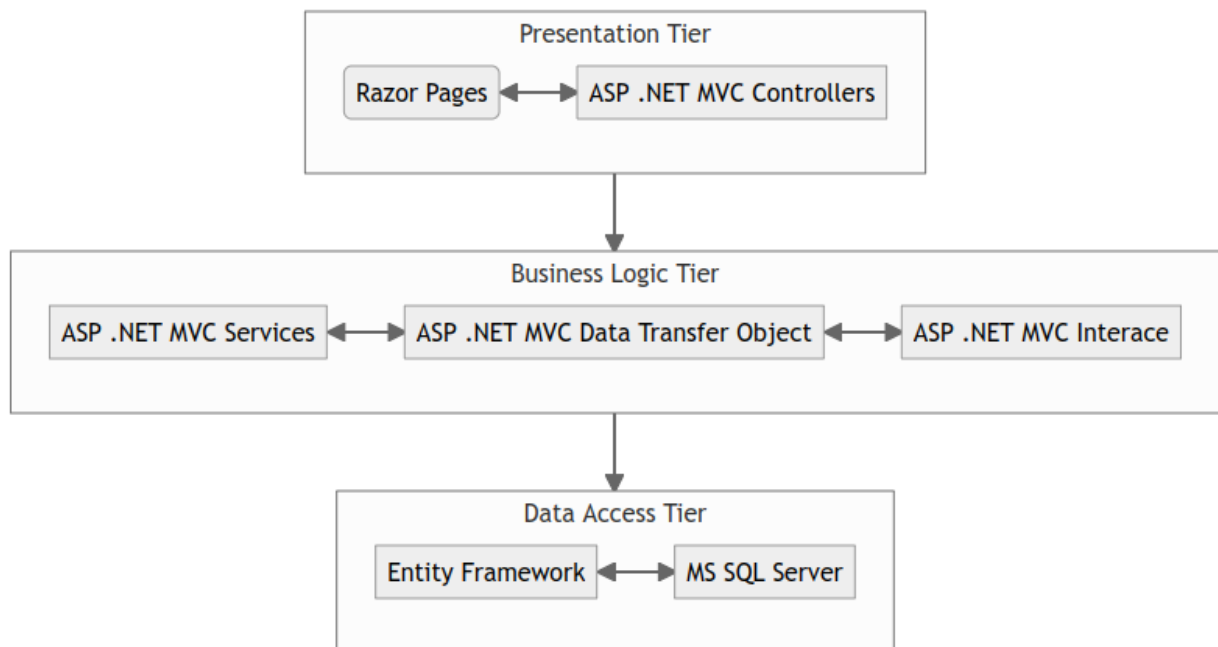 Presentation Tier
Razor Pages
ASP .NET MVC Controllers
Business Logic Tier
ASP .NET MVC Services
ASP .NET MVC Data Transfer Object
ASP .NET MVC Interace
Data Access Tier
Entity Framework
MS SQL Server